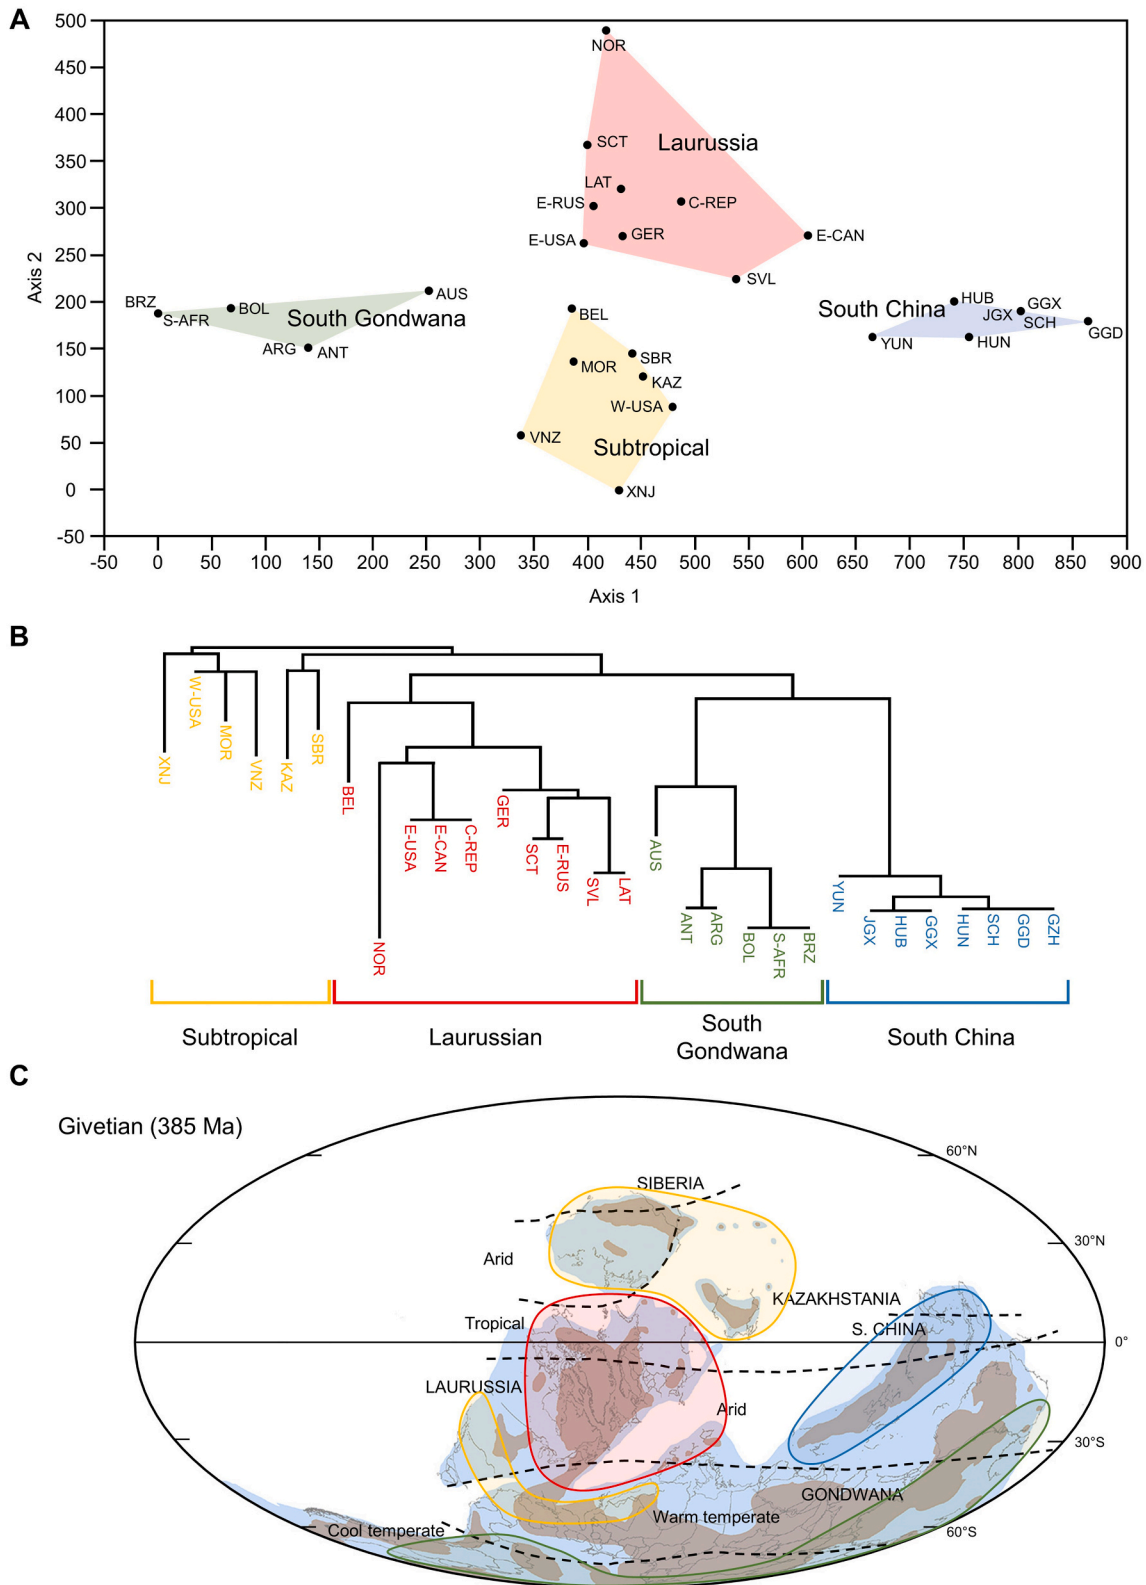 A
500
NOR
450
400
SCT
Laurussia
350
LAT
E-RUS
C-REP
300
E-USA
GER
E-CAN
250
SVL
Axis 2
BRZ
S-AFR
BOL
AUS
200
South Gondwana
BEL
South China
HUB
GGX
JGX
SCH
GGD
ARG
ANT
YUN
HUN
150
MOR
SBR
KAZ
100
W-USA
VNZ
Subtropical
50
XNJ
0
-50
-50 0 50 100 150 200 250 300 350 400 450 500 550 600 650 700 750 800 850 900
Axis 1
B
XNJ
W-USA
MOR
VNZ
KAZ
SBR
BEL
NOR
E-USA
E-CAN
C-REP
GER
SCT
E-RUS
SVL
LAT
AUS
ANT
ARG
BOL
S-AFR
BRZ
YUN
JGX
HUB
GGX
HUN
SCH
GGD
GZH
Subtropical
Laurussian
South
Gondwana
South China
C
Givetian (385 Ma)
60°N
SIBERIA
30°N
Arid
KAZAKHSTANIA
Tropical
S. CHINA
0°
LAURUSSIA
Arid
30°S
GONDWANA
Warm temperate
Cool temperate
60°S